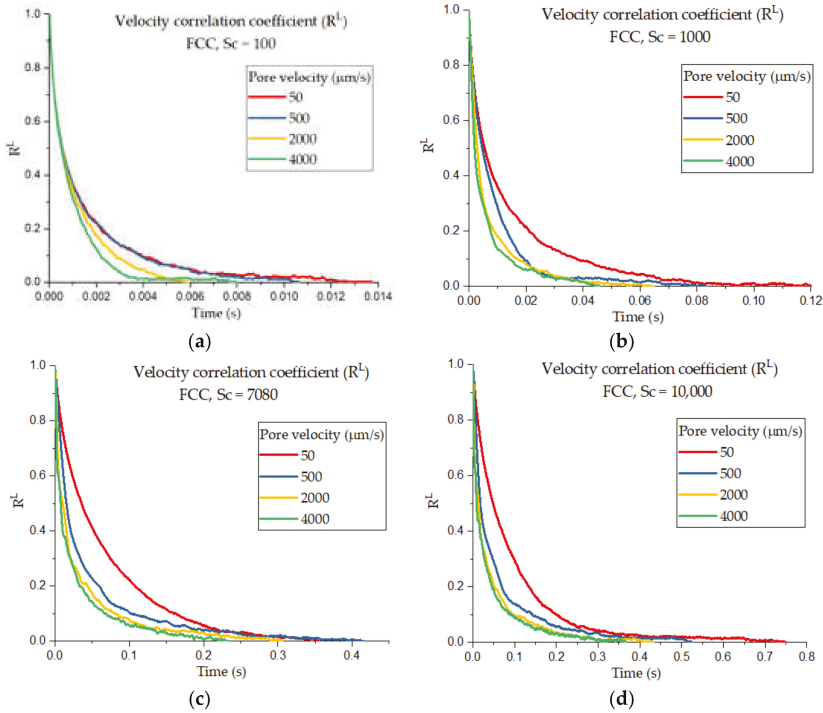 Velocity correlation coefficient (Rᴸ)
FCC, Sc = 100
Pore velocity (μm/s)
50
500
2000
4000
Rᴸ
1.0
0.8
0.6
0.4
0.2
0.0
0.000 0.002 0.004 0.006 0.008 0.010 0.012 0.014
Time (s)
(a)
Velocity correlation coefficient (Rᴸ)
FCC, Sc = 1000
Pore velocity (μm/s)
50
500
2000
4000
Rᴸ
1.0
0.8
0.6
0.4
0.2
0.0
0.00 0.02 0.04 0.06 0.08 0.10 0.12
Time (s)
(b)
Velocity correlation coefficient (Rᴸ)
FCC, Sc = 7080
Pore velocity (μm/s)
50
500
2000
4000
Rᴸ
1.0
0.8
0.6
0.4
0.2
0.0
0.0 0.1 0.2 0.3 0.4
Time (s)
(c)
Velocity correlation coefficient (Rᴸ)
FCC, Sc = 10,000
Pore velocity (μm/s)
50
500
2000
4000
Rᴸ
1.0
0.8
0.6
0.4
0.2
0.0
0.0 0.1 0.2 0.3 0.4 0.5 0.6 0.7 0.8
Time (s)
(d)